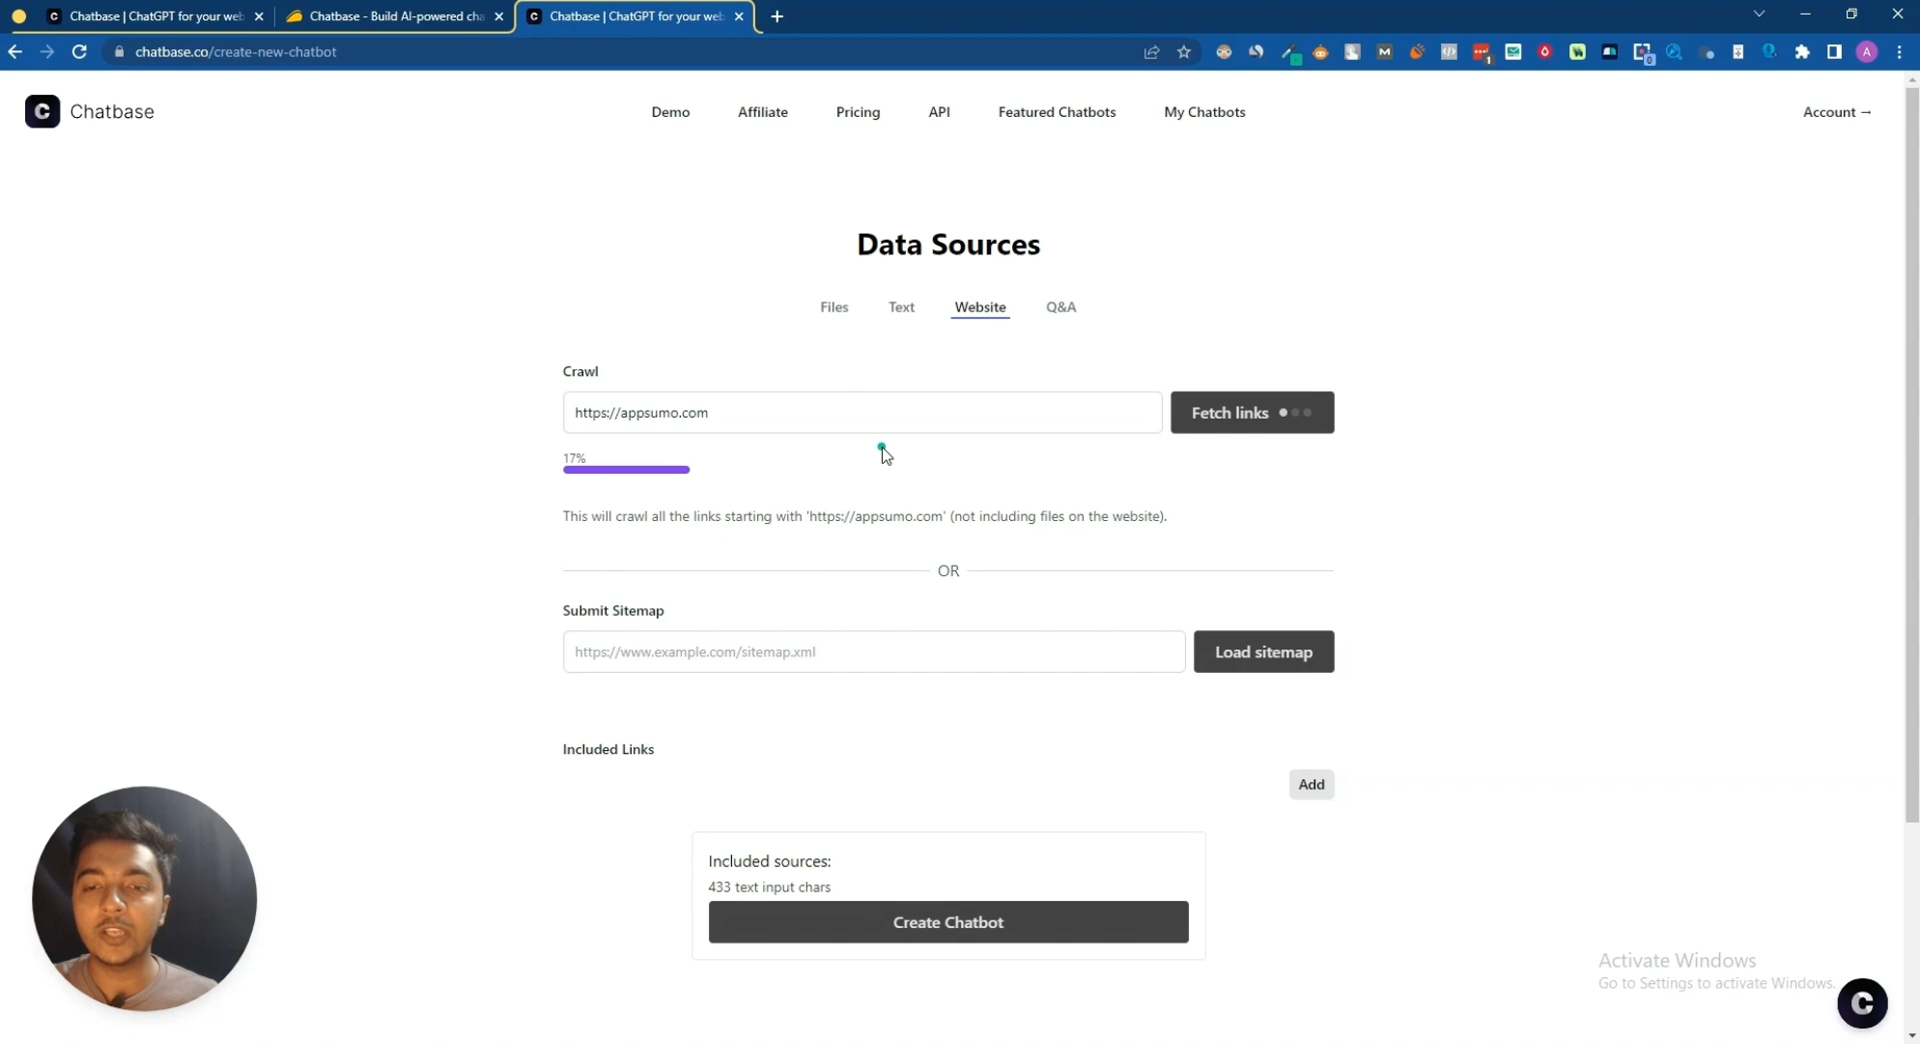 Chatbase | ChatGPT for your web
Chatbase - Build AI-powered cha
Chatbase | ChatGPT for your web
chatbase.co/create-new-chatbot
C Chatbase
Demo
Affiliate
Pricing
API
Featured Chatbots
My Chatbots
Account →
Data Sources
Files
Text
Website
Q&A
Crawl
https://appsumo.com
Fetch links
17%
This will crawl all the links starting with 'https://appsumo.com' (not including files on the website).
OR
Submit Sitemap
https://www.example.com/sitemap.xml
Load sitemap
Included Links
Add
Included sources:
433 text input chars
Create Chatbot
Activate Windows
Go to Settings to activate Windows.
C